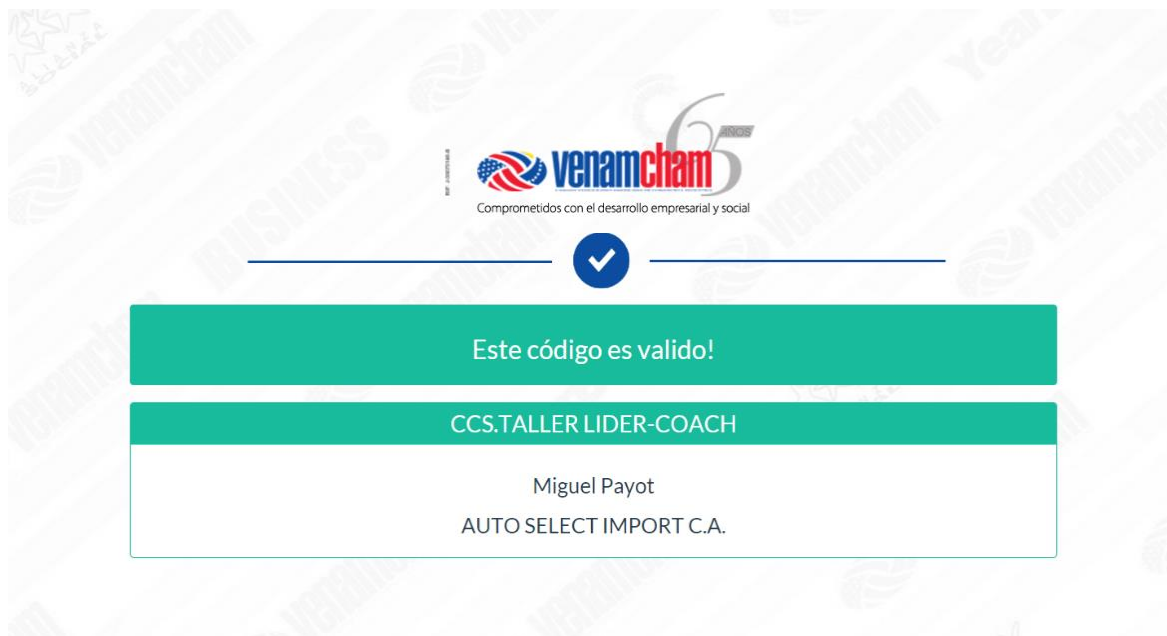 65
AÑOS
venamcham
Comprometidos con el desarrollo empresarial y social
Este código es valido!
CCS.TALLER LIDER-COACH
Miguel Payot
AUTO SELECT IMPORT C.A.